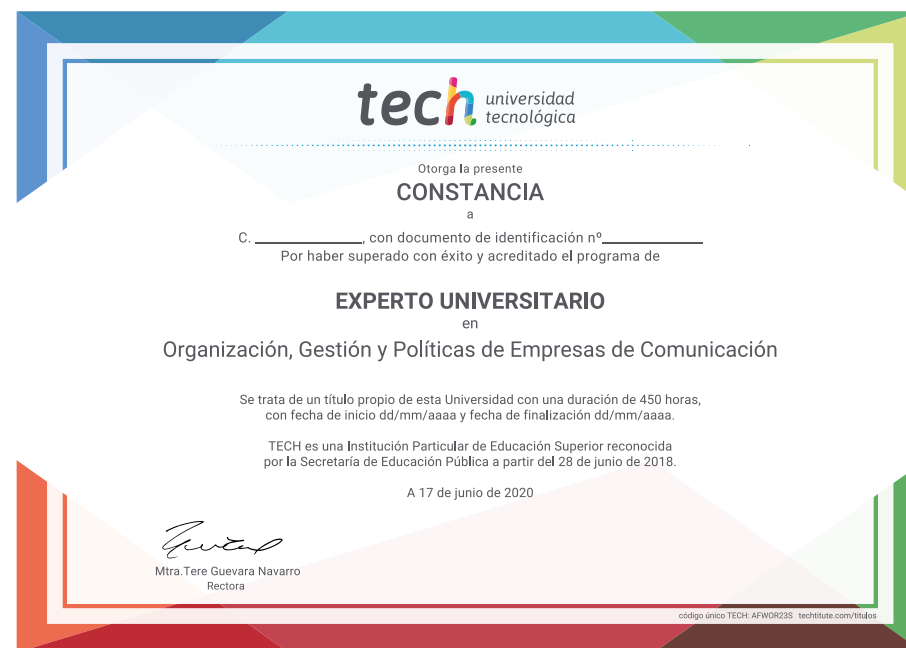 tech universidad
tecnológica
Otorga la presente
CONSTANCIA
a
C. ______________, con documento de identificación nº_____________
Por haber superado con éxito y acreditado el programa de
EXPERTO UNIVERSITARIO
en
Organización, Gestión y Políticas de Empresas de Comunicación
Se trata de un título propio de esta Universidad con una duración de 450 horas,
con fecha de inicio dd/mm/aaaa y fecha de finalización dd/mm/aaaa.
TECH es una Institución Particular de Educación Superior reconocida
por la Secretaría de Educación Pública a partir del 28 de junio de 2018.
A 17 de junio de 2020
Mtra.Tere Guevara Navarro
Rectora
código único TECH: AFWOR23S techtitute.com/titulos